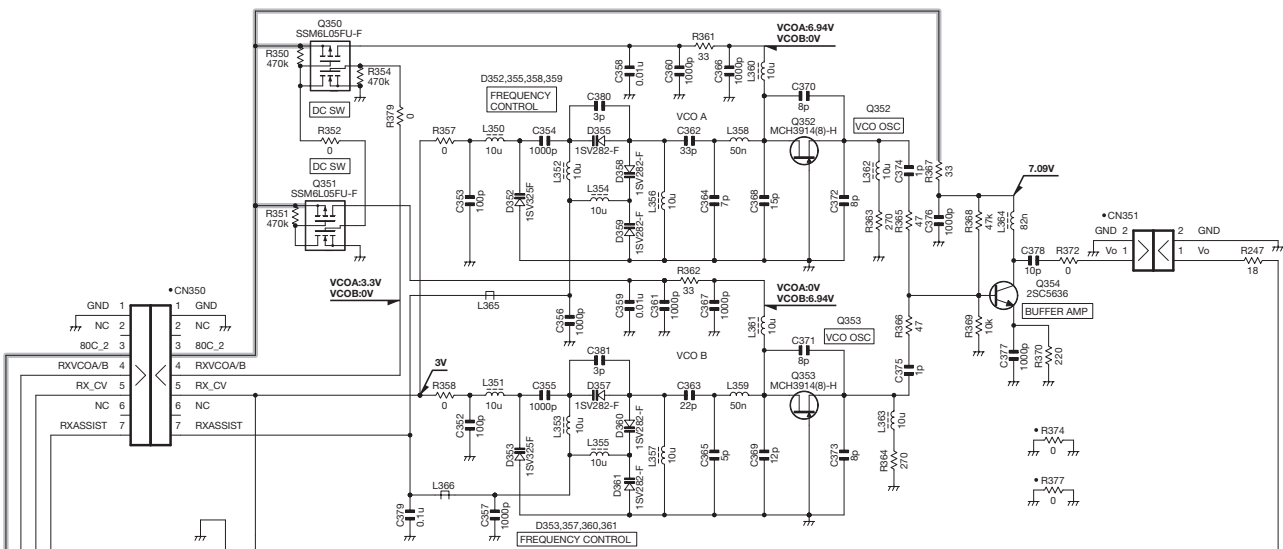 Q350
SSM6L05FU-F
R350
470k
R354
470k
DC SW
R379
0
R352
0
DC SW
Q351
SSM6L05FU-F
R351
470k
VCOA:3.3V
VCOB:0V
D352,355,358,359
FREQUENCY
CONTROL
C358
0.01u
C360
1000p
R361
33
C366
1000p
VCOA:6.94V
VCOB:0V
L360
10u
C370
8p
C380
3p
VCO A
Q352
MCH3914(8)-H
Q352
VCO OSC
R357
0
L350
10u
C354
1000p
D355
1SV282-F
C362
33p
L358
50n
C353
100p
D352
1SV325F
L352
10u
L354
10u
D358
1SV282-F
D359
1SV282-F
L356
10u
C364
7p
C368
15p
C372
8p
L362
10u
R363
270
C374
1p
R365
47
R367
33
C376
1000p
R368
47k
7.09V
L364
82n
C378
10p
R372
0
•CN351
GND 2
2 GND
Vo 1
1 Vo
R247
18
Q354
2SC5636
BUFFER AMP
R366
47
R369
10k
C377
1000p
R370
220
C375
1p
L365
C356
1000p
C359
0.01u
C361
1000p
R362
33
C367
1000p
VCOA:0V
VCOB:6.94V
L361
10u
C371
8p
Q353
VCO OSC
C381
3p
VCO B
Q353
MCH3914(8)-H
3V
R358
0
L351
10u
C355
1000p
D357
1SV282-F
C363
22p
L359
50n
C352
100p
D353
1SV325F
L353
10u
L355
10u
D360
1SV282-F
D361
1SV282-F
L357
10u
C365
5p
C369
12p
C373
8p
L363
10u
R364
270
L366
C379
0.1u
C357
1000p
D353,357,360,361
FREQUENCY CONTROL
•CN350
GND 1
1 GND
NC 2
2 NC
80C_2 3
3 80C_2
RXVCOA/B 4
4 RXVCOA/B
RX_CV 5
5 RX_CV
NC 6
6 NC
RXASSIST 7
7 RXASSIST
•R374
0
•R377
0